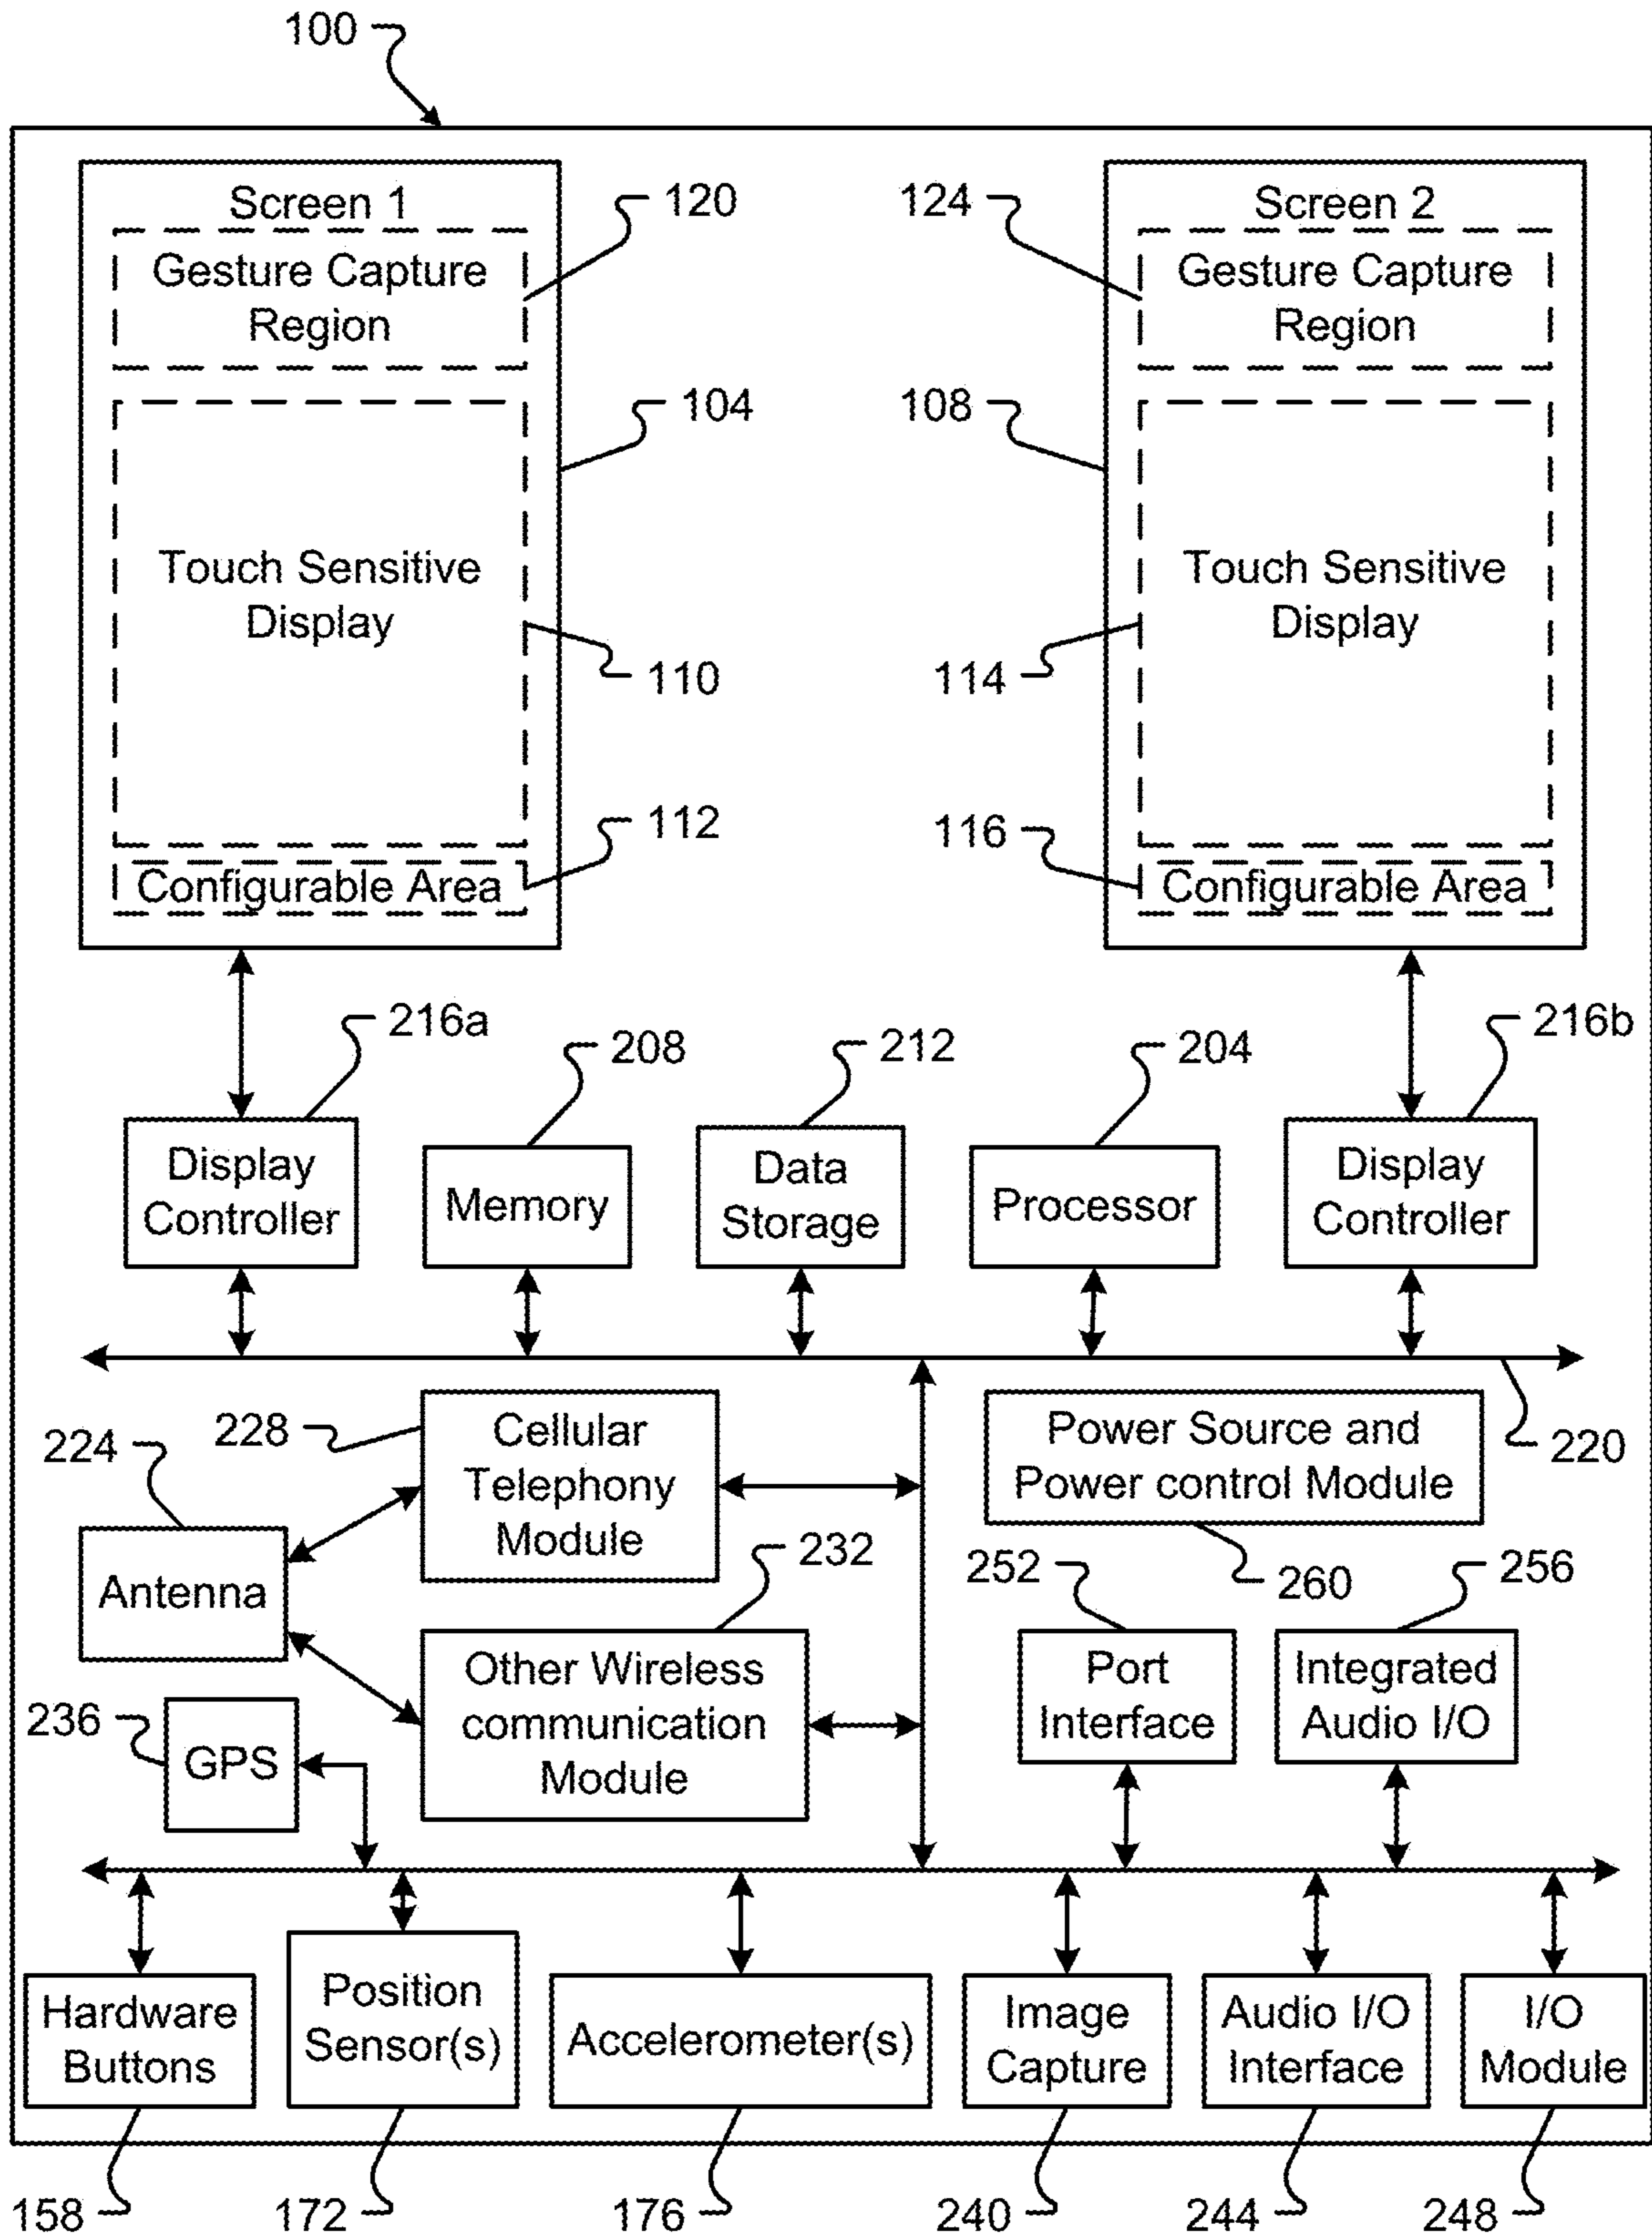 100
Screen 1
120
124
Screen 2
Gesture Capture
Region
Gesture Capture
Region
104
108
Touch Sensitive
Display
Touch Sensitive
Display
110
114
112
116
Configurable Area
Configurable Area
216a
208
212
204
216b
Display
Controller
Memory
Data
Storage
Processor
Display
Controller
228
Cellular
Telephony
Module
Power Source and
Power control Module
220
224
Antenna
232
252
260
256
Other Wireless
communication
Module
Port
Interface
Integrated
Audio I/O
236
GPS
Hardware
Buttons
Position
Sensor(s)
Accelerometer(s)
Image
Capture
Audio I/O
Interface
I/O
Module
158
172
176
240
244
248